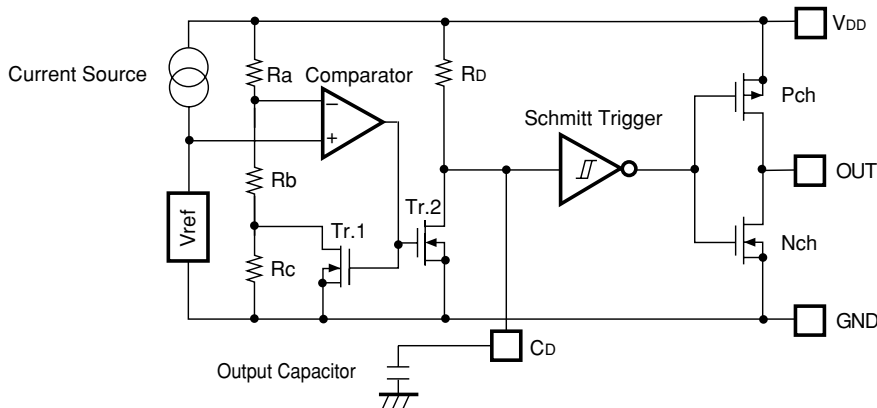 VDD
Current Source
Ra
Comparator
RD
Pch
Schmitt Trigger
−
+
Rb
OUT
Vref
Tr.1
Tr.2
Rc
Nch
GND
CD
Output Capacitor